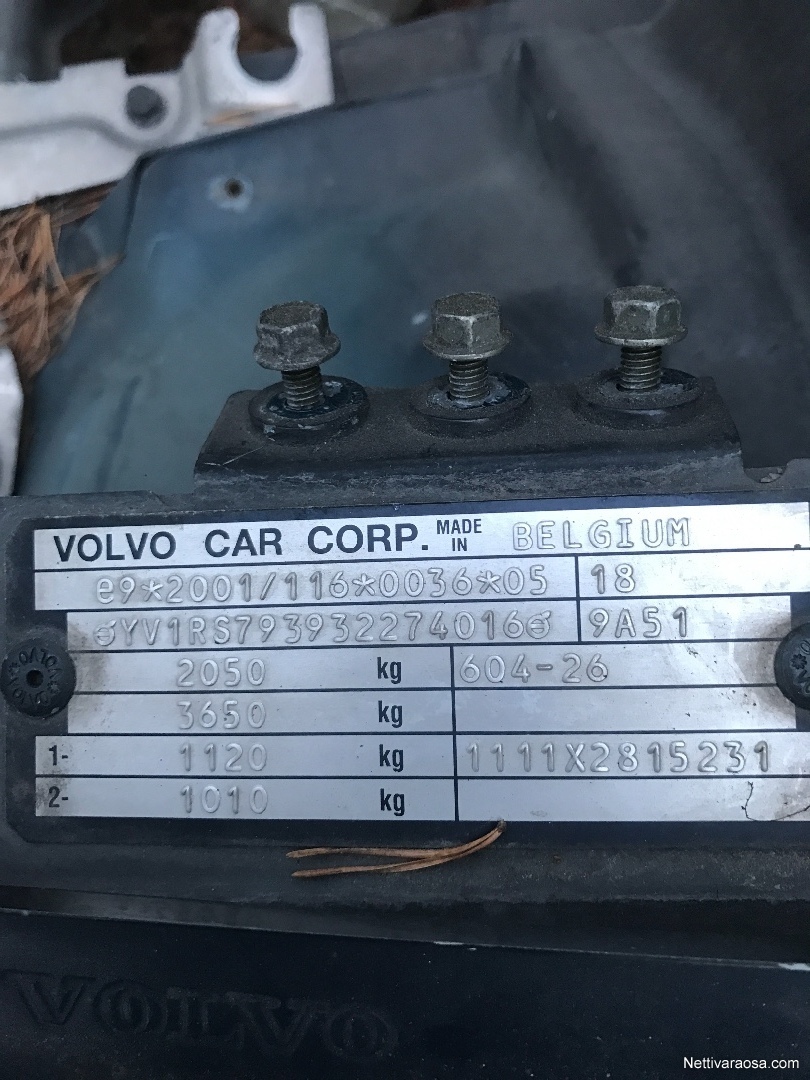 VOLVO CAR CORP. MADE IN BELGIUM
e9*2001/116*0036*05 18
YV1RS793932274016 9A51
2050 kg 604-26
3650 kg
1- 1120 kg 1111X2815231
2- 1010 kg
VOLVO
Nettivaraosa.com